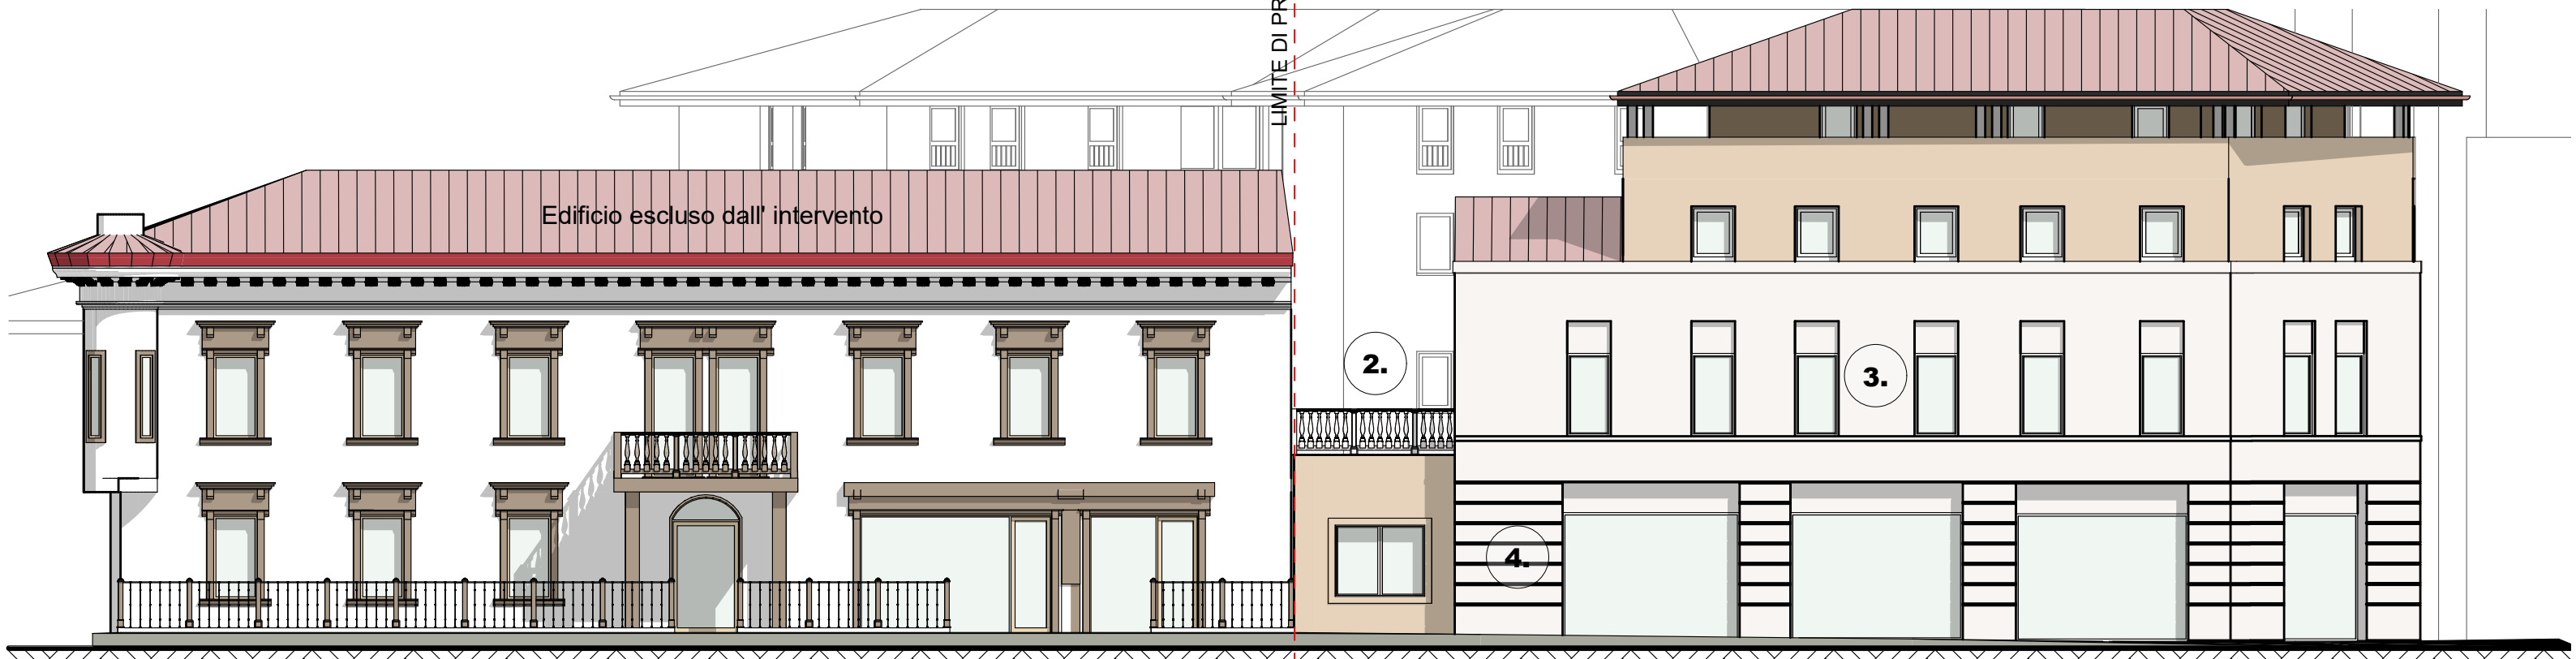 LIMITE DI PR
Edificio escluso dall' intervento
2.
3.
4.